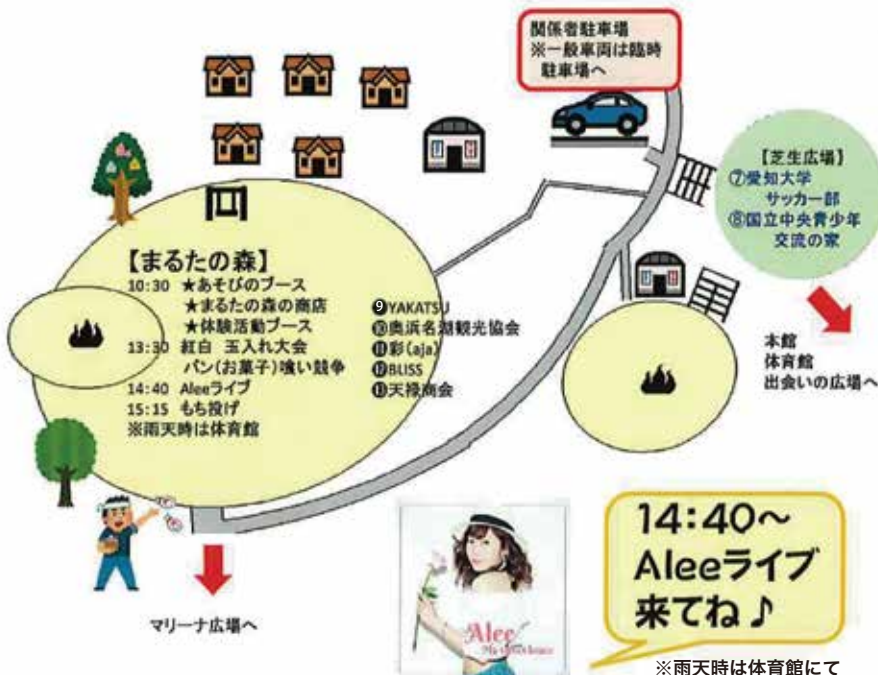 関係者駐車場
※一般車両は臨時
駐車場へ
【芝生広場】
⑦愛知大学
サッカー部
⑧国立中央青少年
交流の家
【まるたの森】
10:30 ★あそびのブース
★まるたの森の商店
★体験活動ブース
13:30 紅白 玉入れ大会
パン(お菓子)喰い競争
14:40 Aleeライブ
15:15 もち投げ
※雨天時は体育館
❾YAKATSU
❿奥浜名湖観光協会
⓫彩(aja)
⓬BLISS
⓭天禄商会
本館
体育館
出会いの広場へ
マリーナ広場へ
Alee
14:40~
Aleeライブ
来てね♪
※雨天時は体育館にて